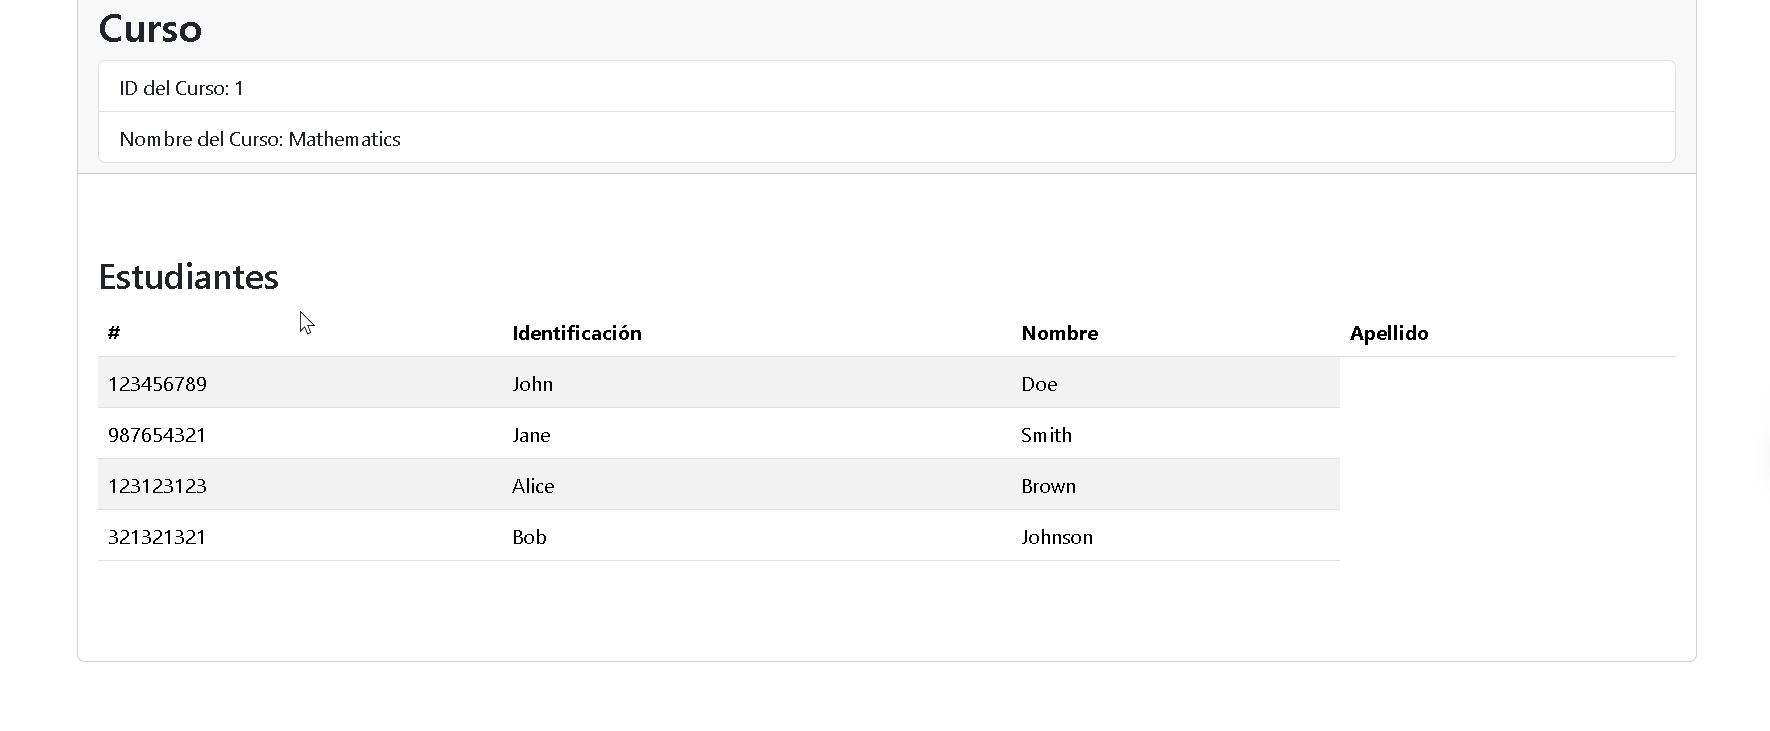 Curso
ID del Curso: 1
Nombre del Curso: Mathematics
Estudiantes
# Identificación Nombre Apellido
123456789 John Doe
987654321 Jane Smith
123123123 Alice Brown
321321321 Bob Johnson